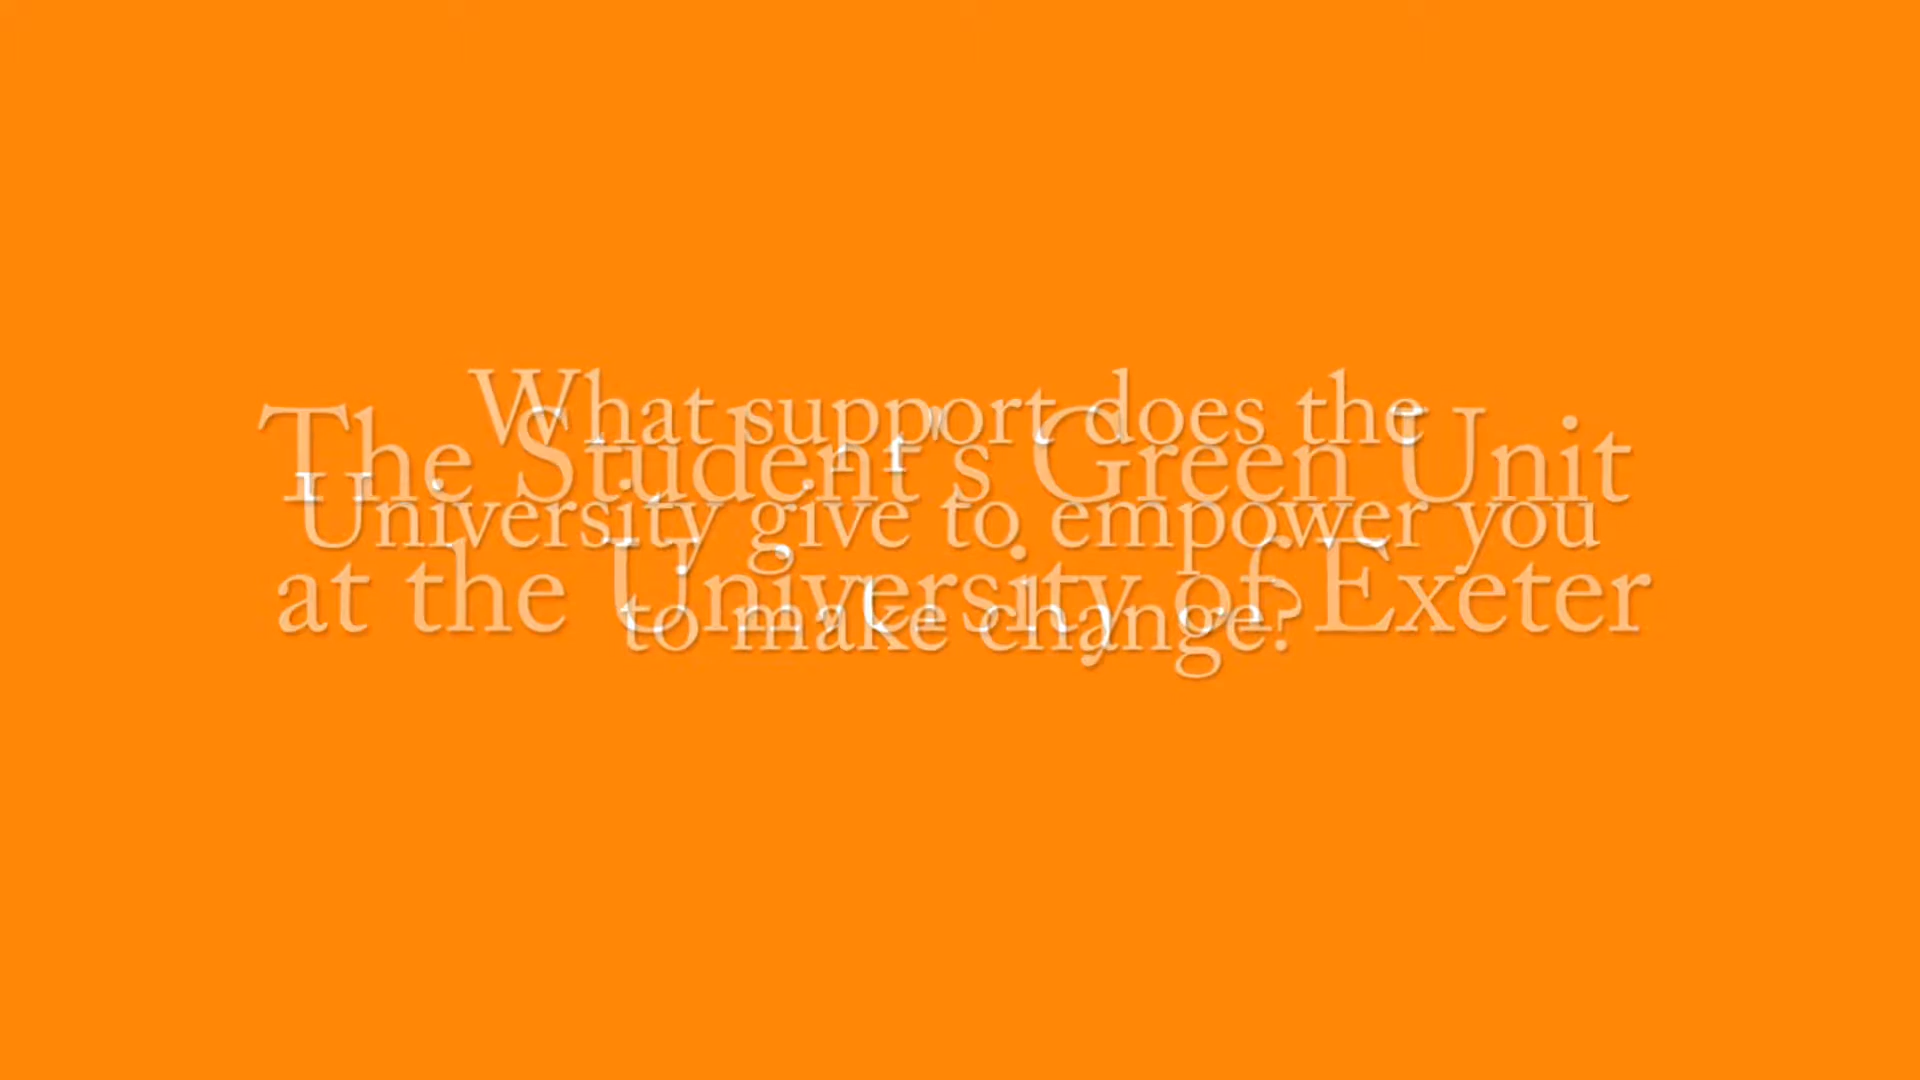 The Student's Green Unit
at the University of Exeter
What support does the
University give to empower you
to make change?